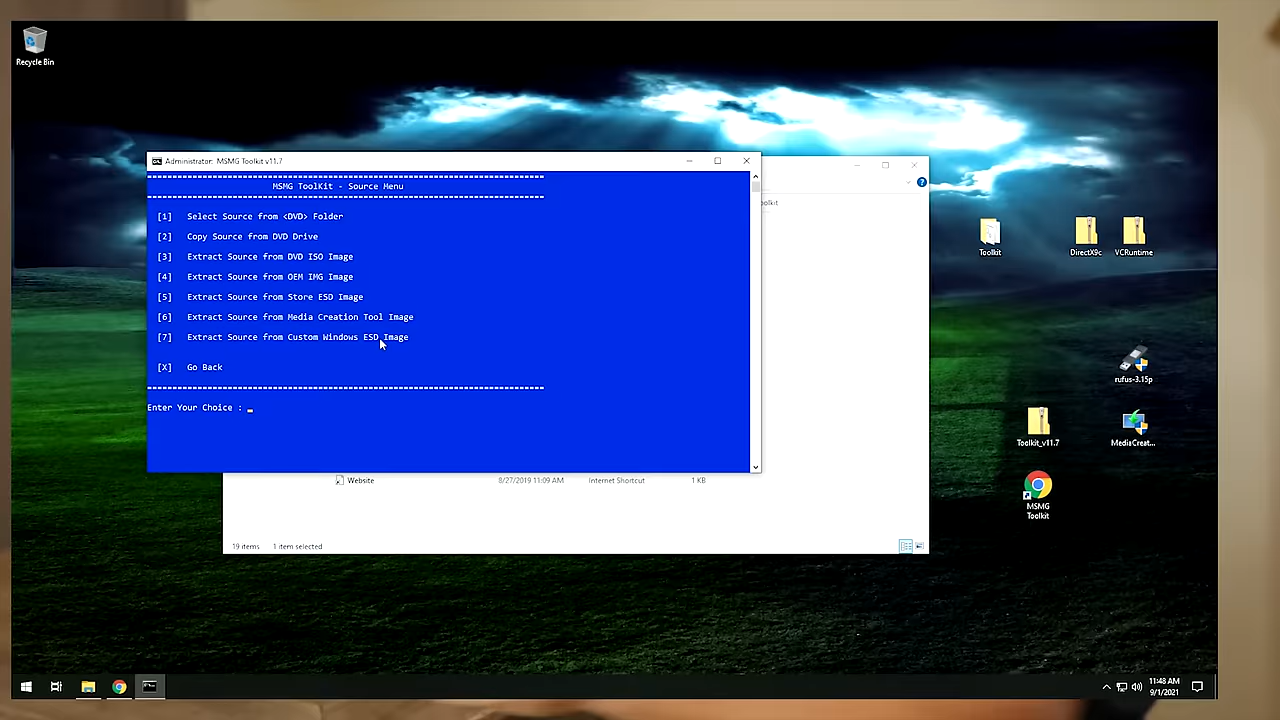 Recycle Bin
Administrator:  MSMG Toolkit v11.7
MSMG ToolKit - Source Menu
[1]   Select Source from <DVD> Folder
[2]   Copy Source from DVD Drive
[3]   Extract Source from DVD ISO Image
[4]   Extract Source from OEM IMG Image
[5]   Extract Source from Store ESD Image
[6]   Extract Source from Media Creation Tool Image
[7]   Extract Source from Custom Windows ESD Image
[X]   Go Back
Enter Your Choice :
Website   8/27/2019 11:09 AM   Internet Shortcut   1 KB
19 items   1 item selected
Toolkit
DirectX9c
VCRuntime
rufus-3.15p
Toolkit_v11.7
MediaCreat...
MSMG
Toolkit
11:48 AM
9/1/2021